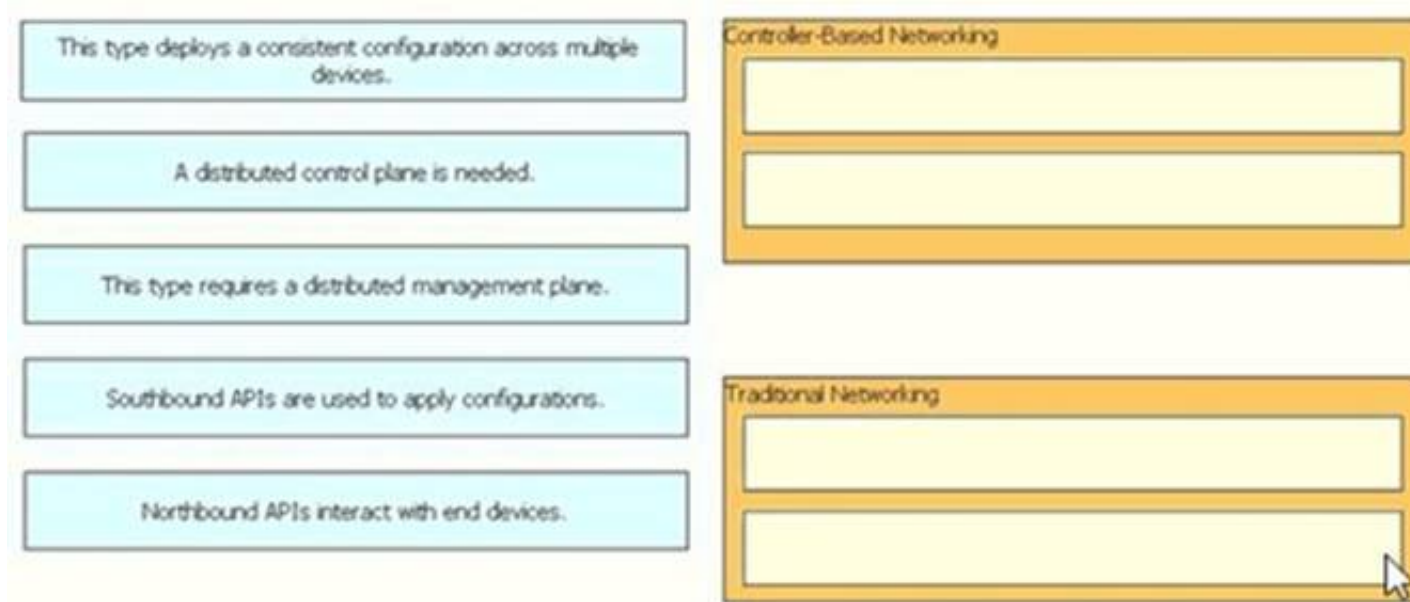 This type deploys a consistent configuration across multiple
devices.
A distributed control plane is needed.
This type requires a distributed management plane.
Southbound APIs are used to apply configurations.
Northbound APIs interact with end devices.
Controller-Based Networking
Traditional Networking